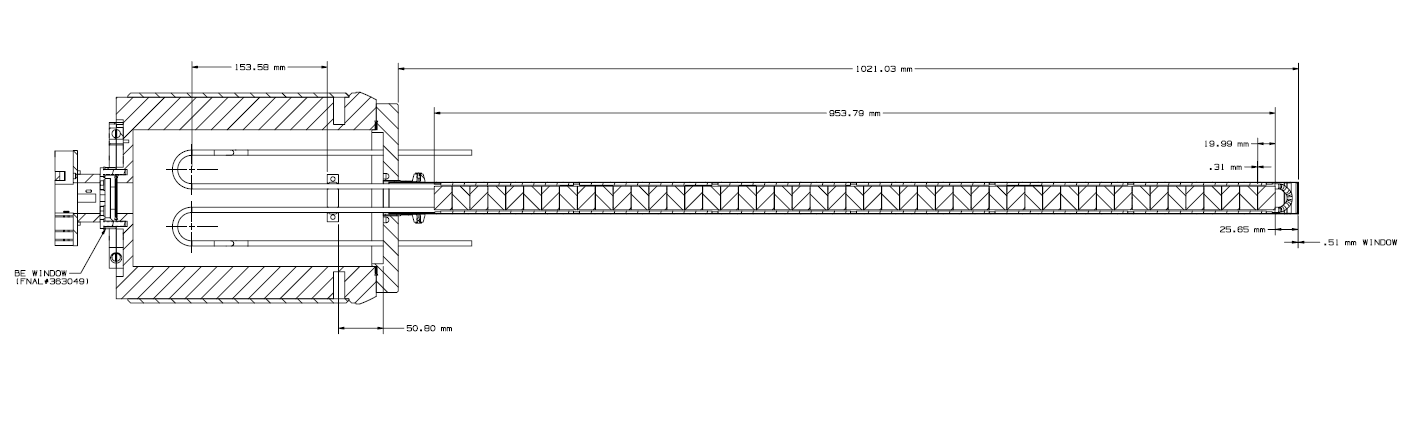 153.58 mm
1021.03 mm
953.79 mm
19.99 mm
.31 mm
25.65 mm
.51 mm WINDOW
BE WINDOW
(FNAL#363049)
50.80 mm